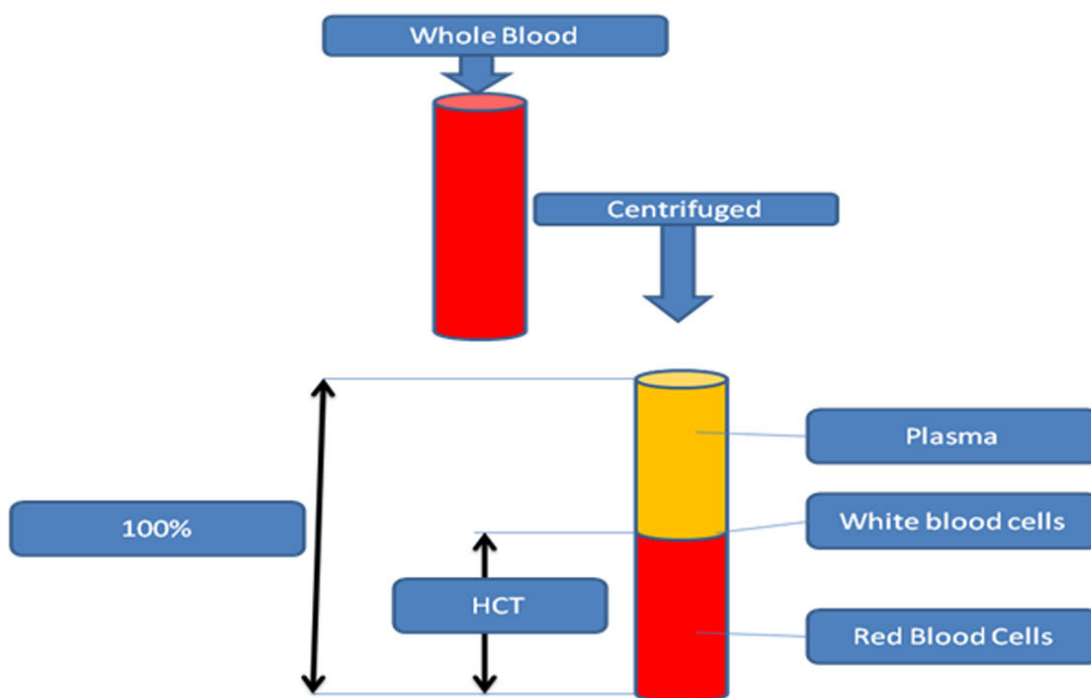 Whole Blood
Centrifuged
Plasma
100%
White blood cells
HCT
Red Blood Cells